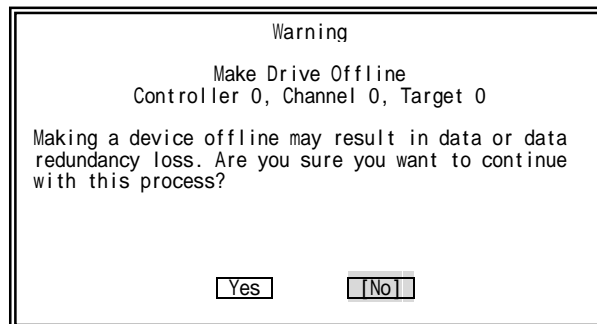 Warning
Make Drive Offline
Controller 0, Channel 0, Target 0
Making a device offline may result in data or data
redundancy loss. Are you sure you want to continue
with this process?
Yes [No]